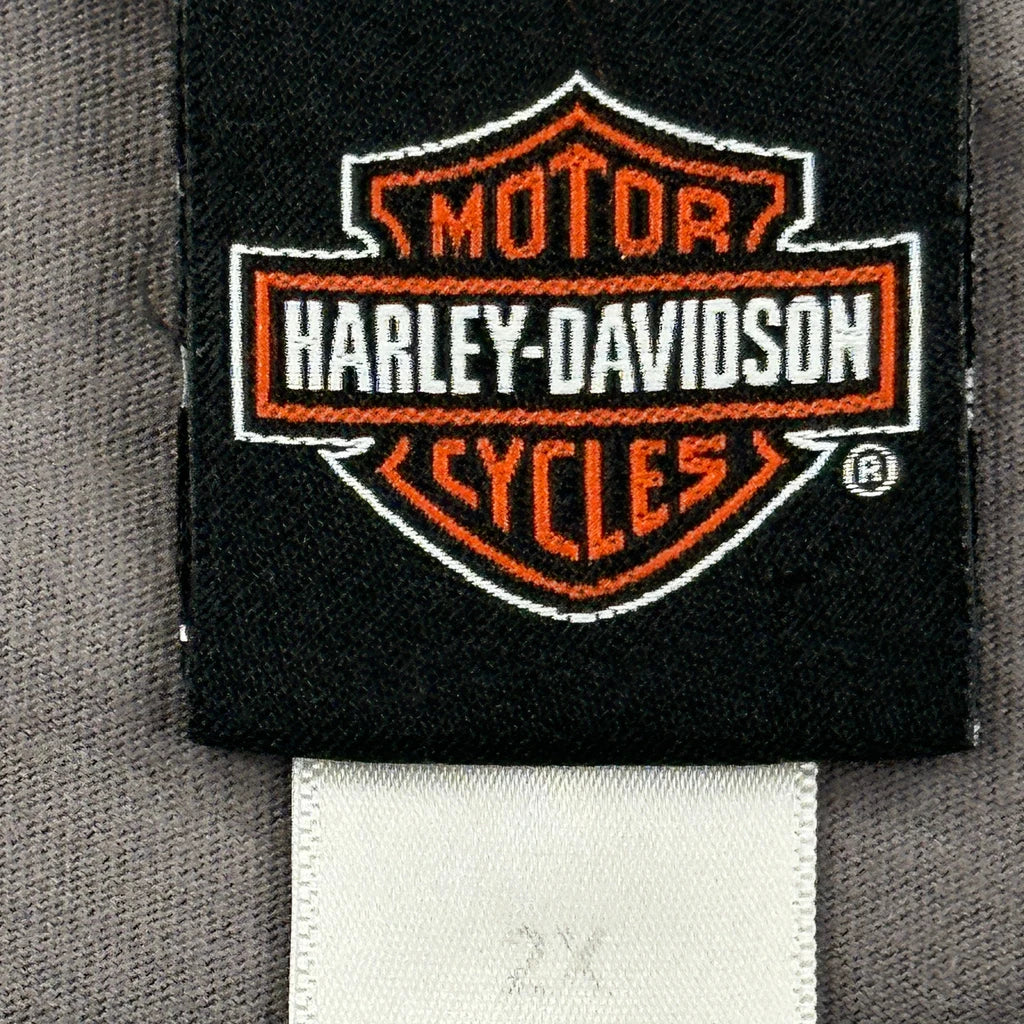 MOTOR
HARLEY-DAVIDSON
CYCLES
®
2X